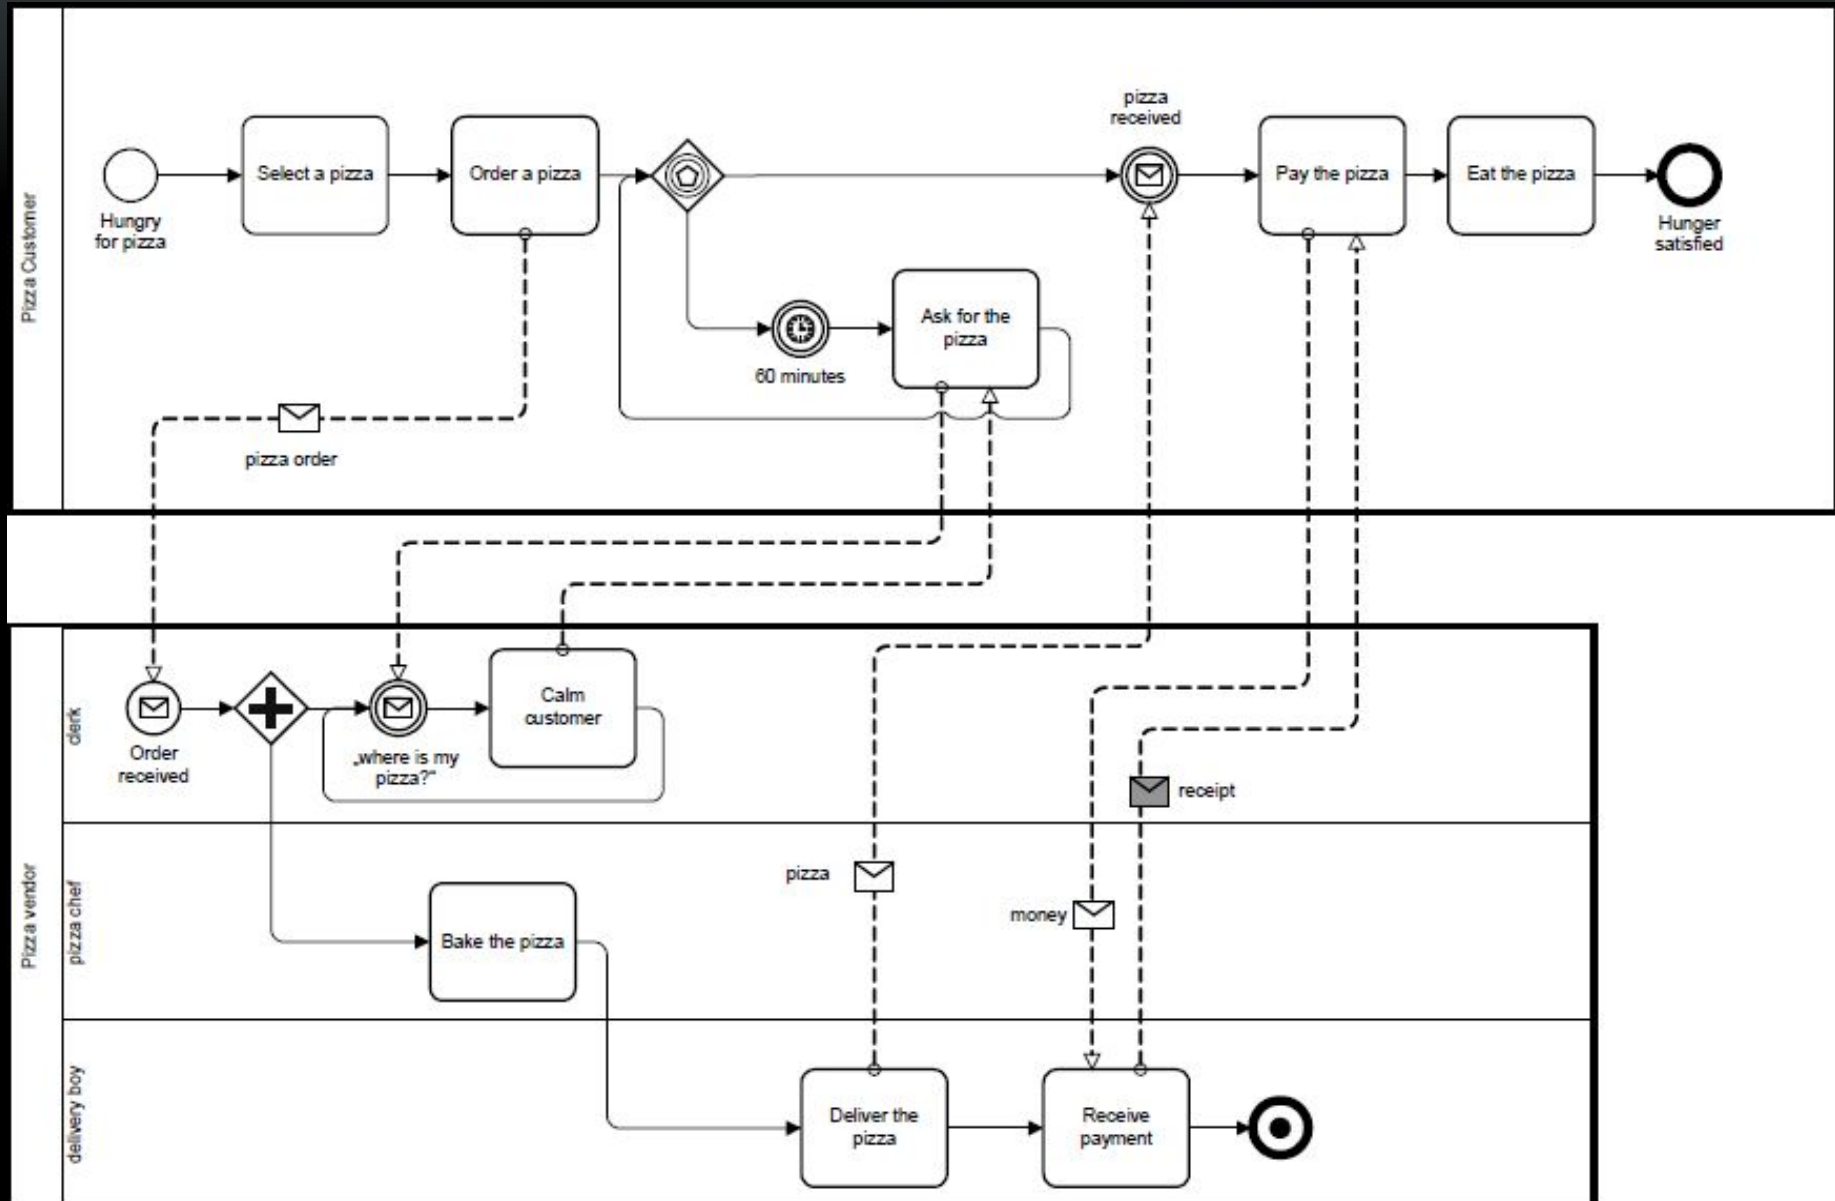 Pizza Customer
Hungry
for pizza
Select a pizza
Order a pizza
pizza
received
Pay the pizza
Eat the pizza
Hunger
satisfied
60 minutes
Ask for the
pizza
pizza order
Pizza vendor
clerk
Order
received
„where is my
pizza?“
Calm
customer
receipt
pizza chef
Bake the pizza
pizza
money
delivery boy
Deliver the
pizza
Receive
payment